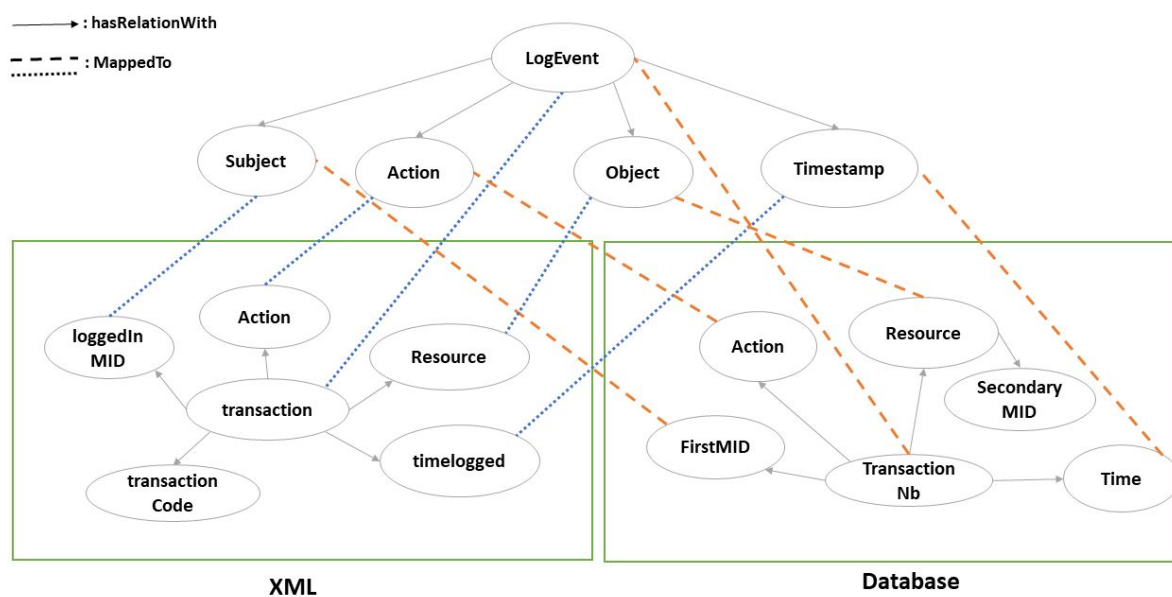 : hasRelationWith
: MappedTo
LogEvent
Subject
Action
Object
Timestamp
loggedIn
MID
Action
Resource
transaction
timelogged
transaction
Code
XML
Action
Resource
Secondary
MID
FirstMID
Transaction
Nb
Time
Database